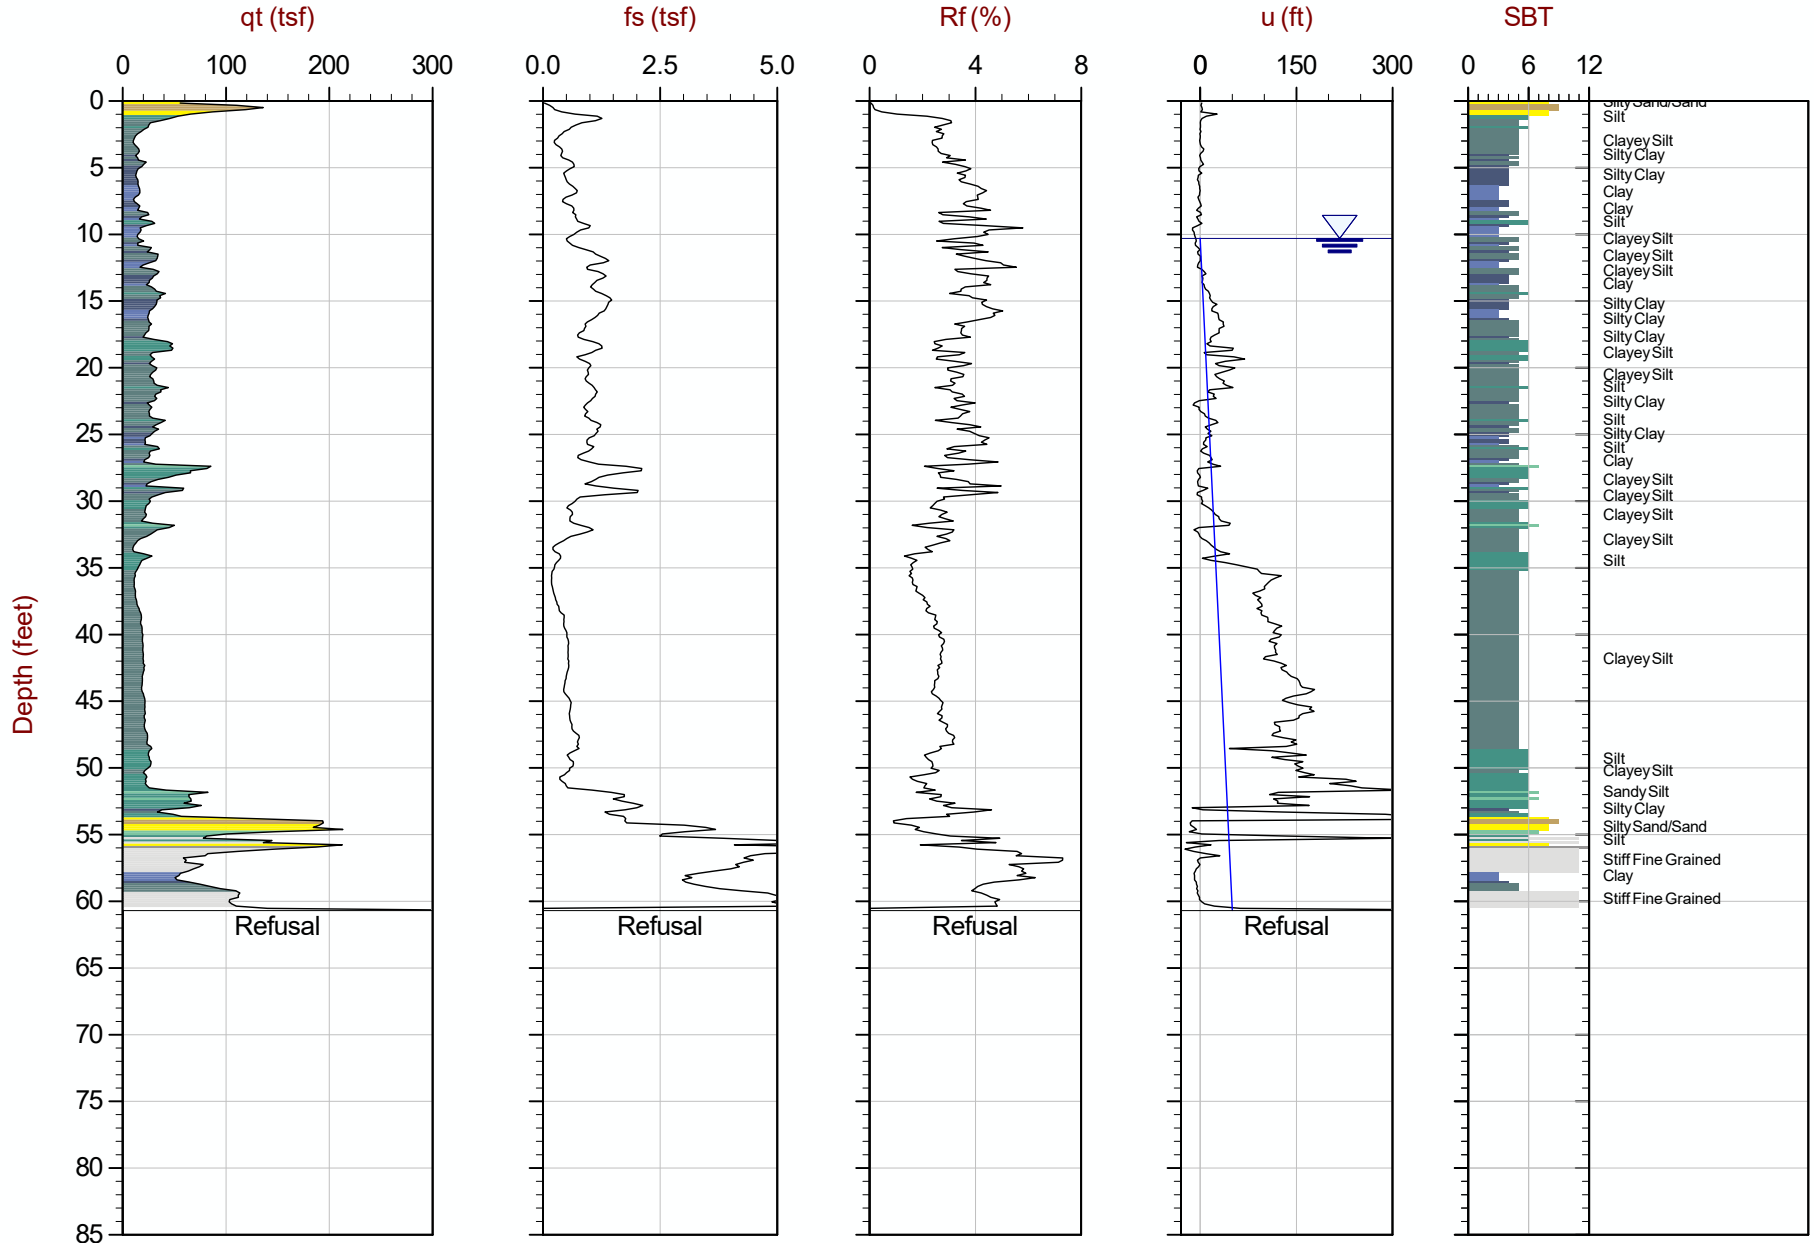 qt (tsf) fs (tsf) Rf (%) u (ft) SBT
0 100 200 300 0.0 2.5 5.0 0 4 8 0 150 300 0 6 12
0
5
10
15
20
25
30
35
40
45
50
55
60
65
70
75
80
85
Depth (feet)
Silty Sand/Sand
Silt
Clayey Silt
Silty Clay
Silty Clay
Clay
Clay
Silt
Clayey Silt
Clayey Silt
Clayey Silt
Clay
Silty Clay
Silty Clay
Silty Clay
Clayey Silt
Clayey Silt
Silt
Silty Clay
Silt
Silty Clay
Silt
Clay
Clayey Silt
Clayey Silt
Clayey Silt
Clayey Silt
Silt
Clayey Silt
Silt
Clayey Silt
Sandy Silt
Silty Clay
Silty Sand/Sand
Silt
Stiff Fine Grained
Clay
Stiff Fine Grained
Refusal Refusal Refusal Refusal